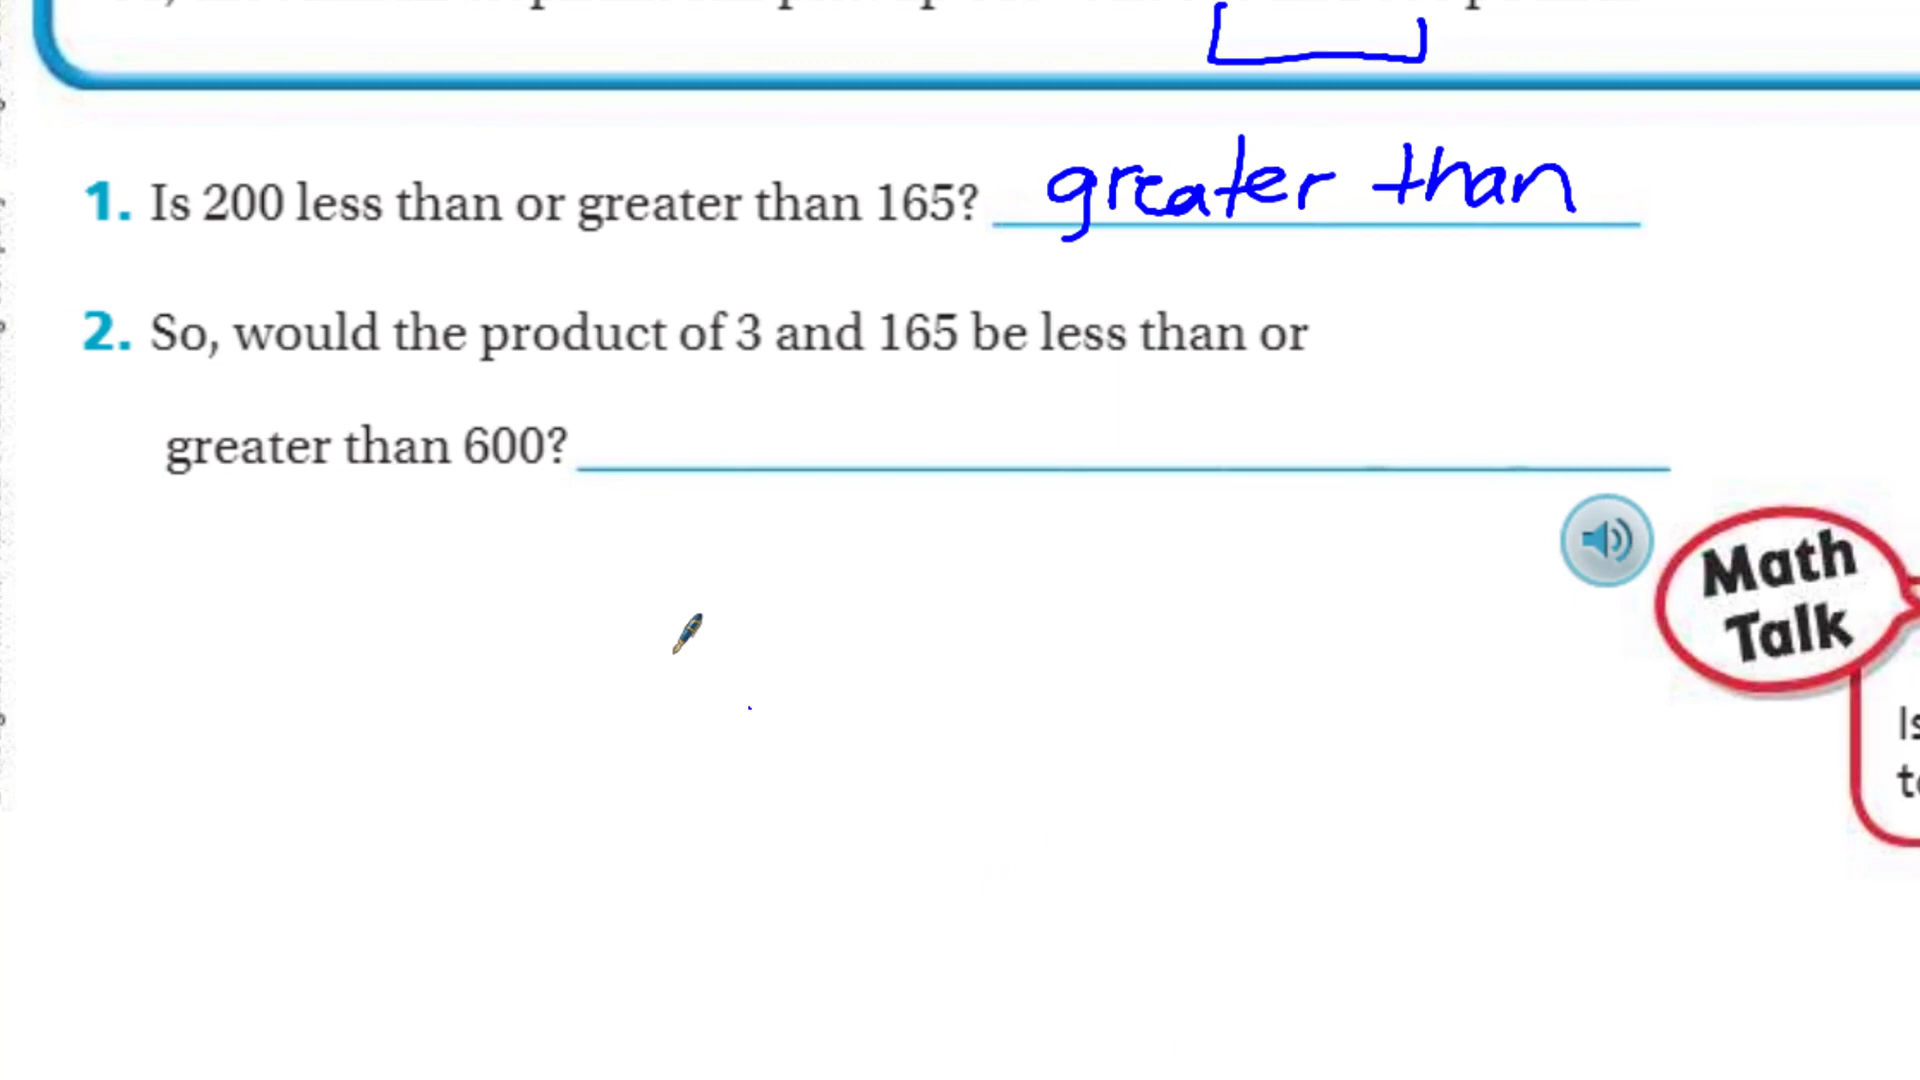 1. Is 200 less than or greater than 165? greater than
2. So, would the product of 3 and 165 be less than or
greater than 600?
Math
Talk